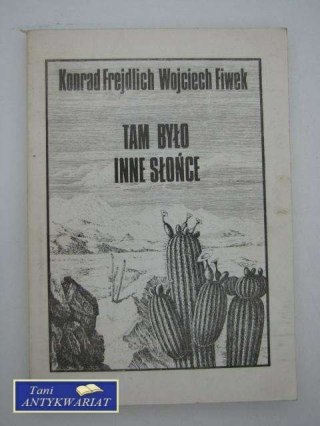 Konrad Frejdlich Wojciech Fiwek
TAM BYŁO
INNE SŁOŃCE
Tani
ANTYKWARIAT